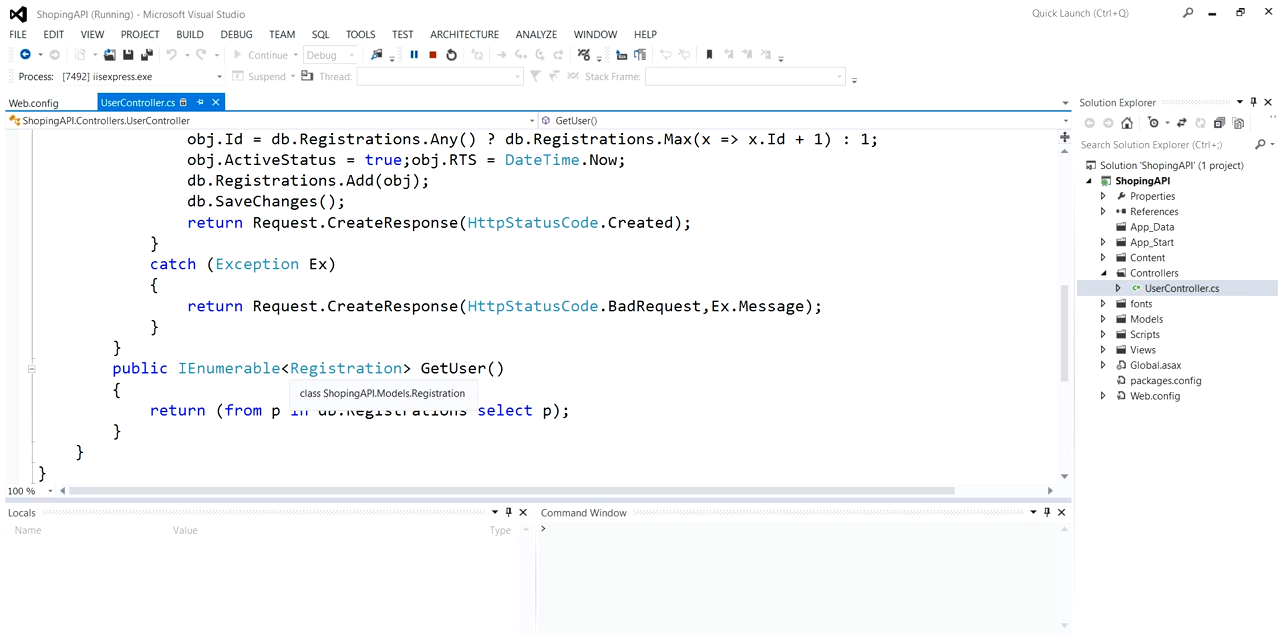 ShopingAPI (Running) - Microsoft Visual Studio
Quick Launch (Ctrl+Q)
FILE EDIT VIEW PROJECT BUILD DEBUG TEAM SQL TOOLS TEST ARCHITECTURE ANALYZE WINDOW HELP
Continue Debug
Process: [7492] iisexpress.exe Suspend Thread: Stack Frame:
Web.config UserController.cs
ShopingAPI.Controllers.UserController GetUser()
obj.Id = db.Registrations.Any() ? db.Registrations.Max(x => x.Id + 1) : 1;
obj.ActiveStatus = true;obj.RTS = DateTime.Now;
db.Registrations.Add(obj);
db.SaveChanges();
return Request.CreateResponse(HttpStatusCode.Created);
}
catch (Exception Ex)
{
return Request.CreateResponse(HttpStatusCode.BadRequest,Ex.Message);
}
}
public IEnumerable<Registration> GetUser()
{
class ShopingAPI.Models.Registration
return (from p in db.Registrations select p);
}
}
}
100 %
Solution Explorer
Search Solution Explorer (Ctrl+;)
Solution 'ShopingAPI' (1 project)
ShopingAPI
Properties
References
App_Data
App_Start
Content
Controllers
UserController.cs
fonts
Models
Scripts
Views
Global.asax
packages.config
Web.config
Locals
Name Value Type
Command Window
>